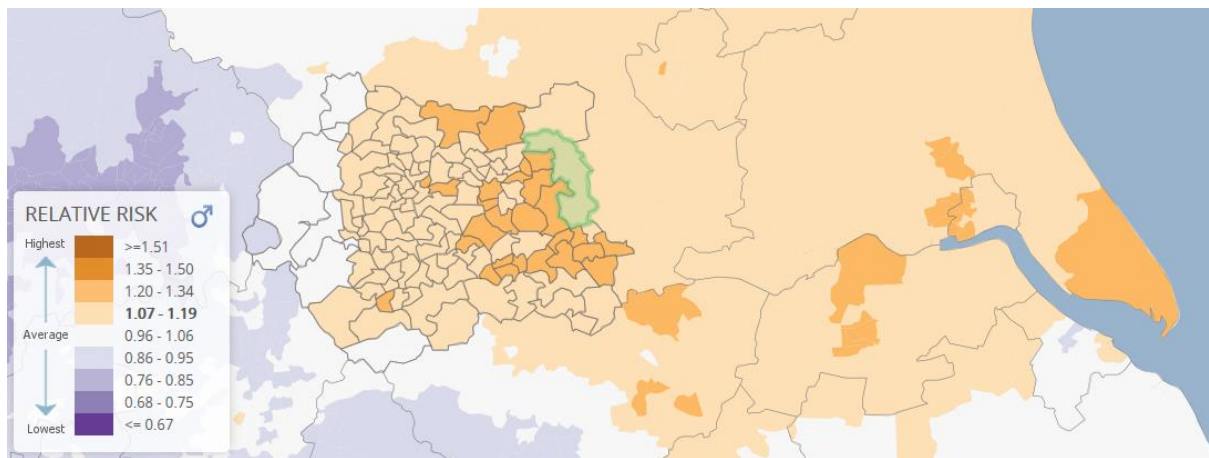 RELATIVE RISK ♂
Highest
>=1.51
1.35 - 1.50
1.20 - 1.34
1.07 - 1.19
Average
0.96 - 1.06
0.86 - 0.95
0.76 - 0.85
0.68 - 0.75
Lowest
<= 0.67